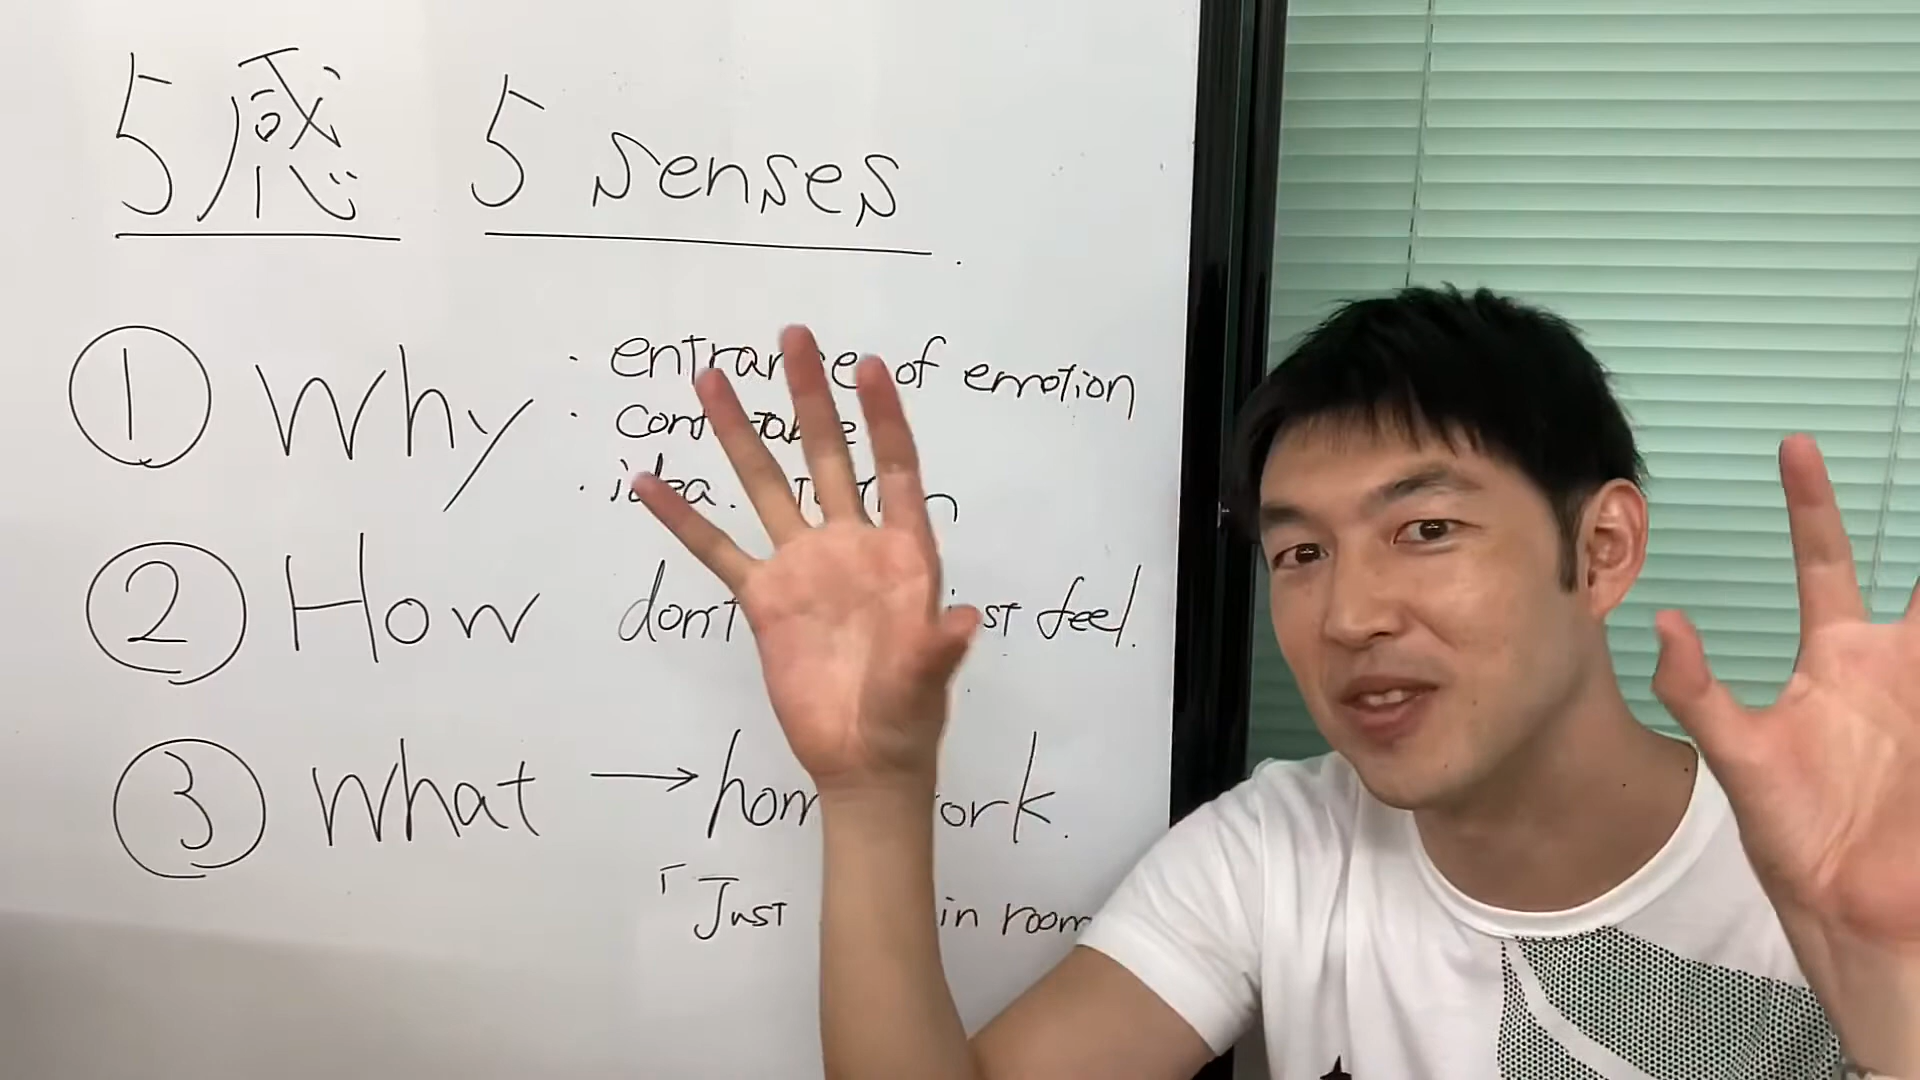 5感 5 senses
① Why
・entrance of emotion
・comfortable
・idea.
② How don't just feel.
③ What → homework.
「Just in room